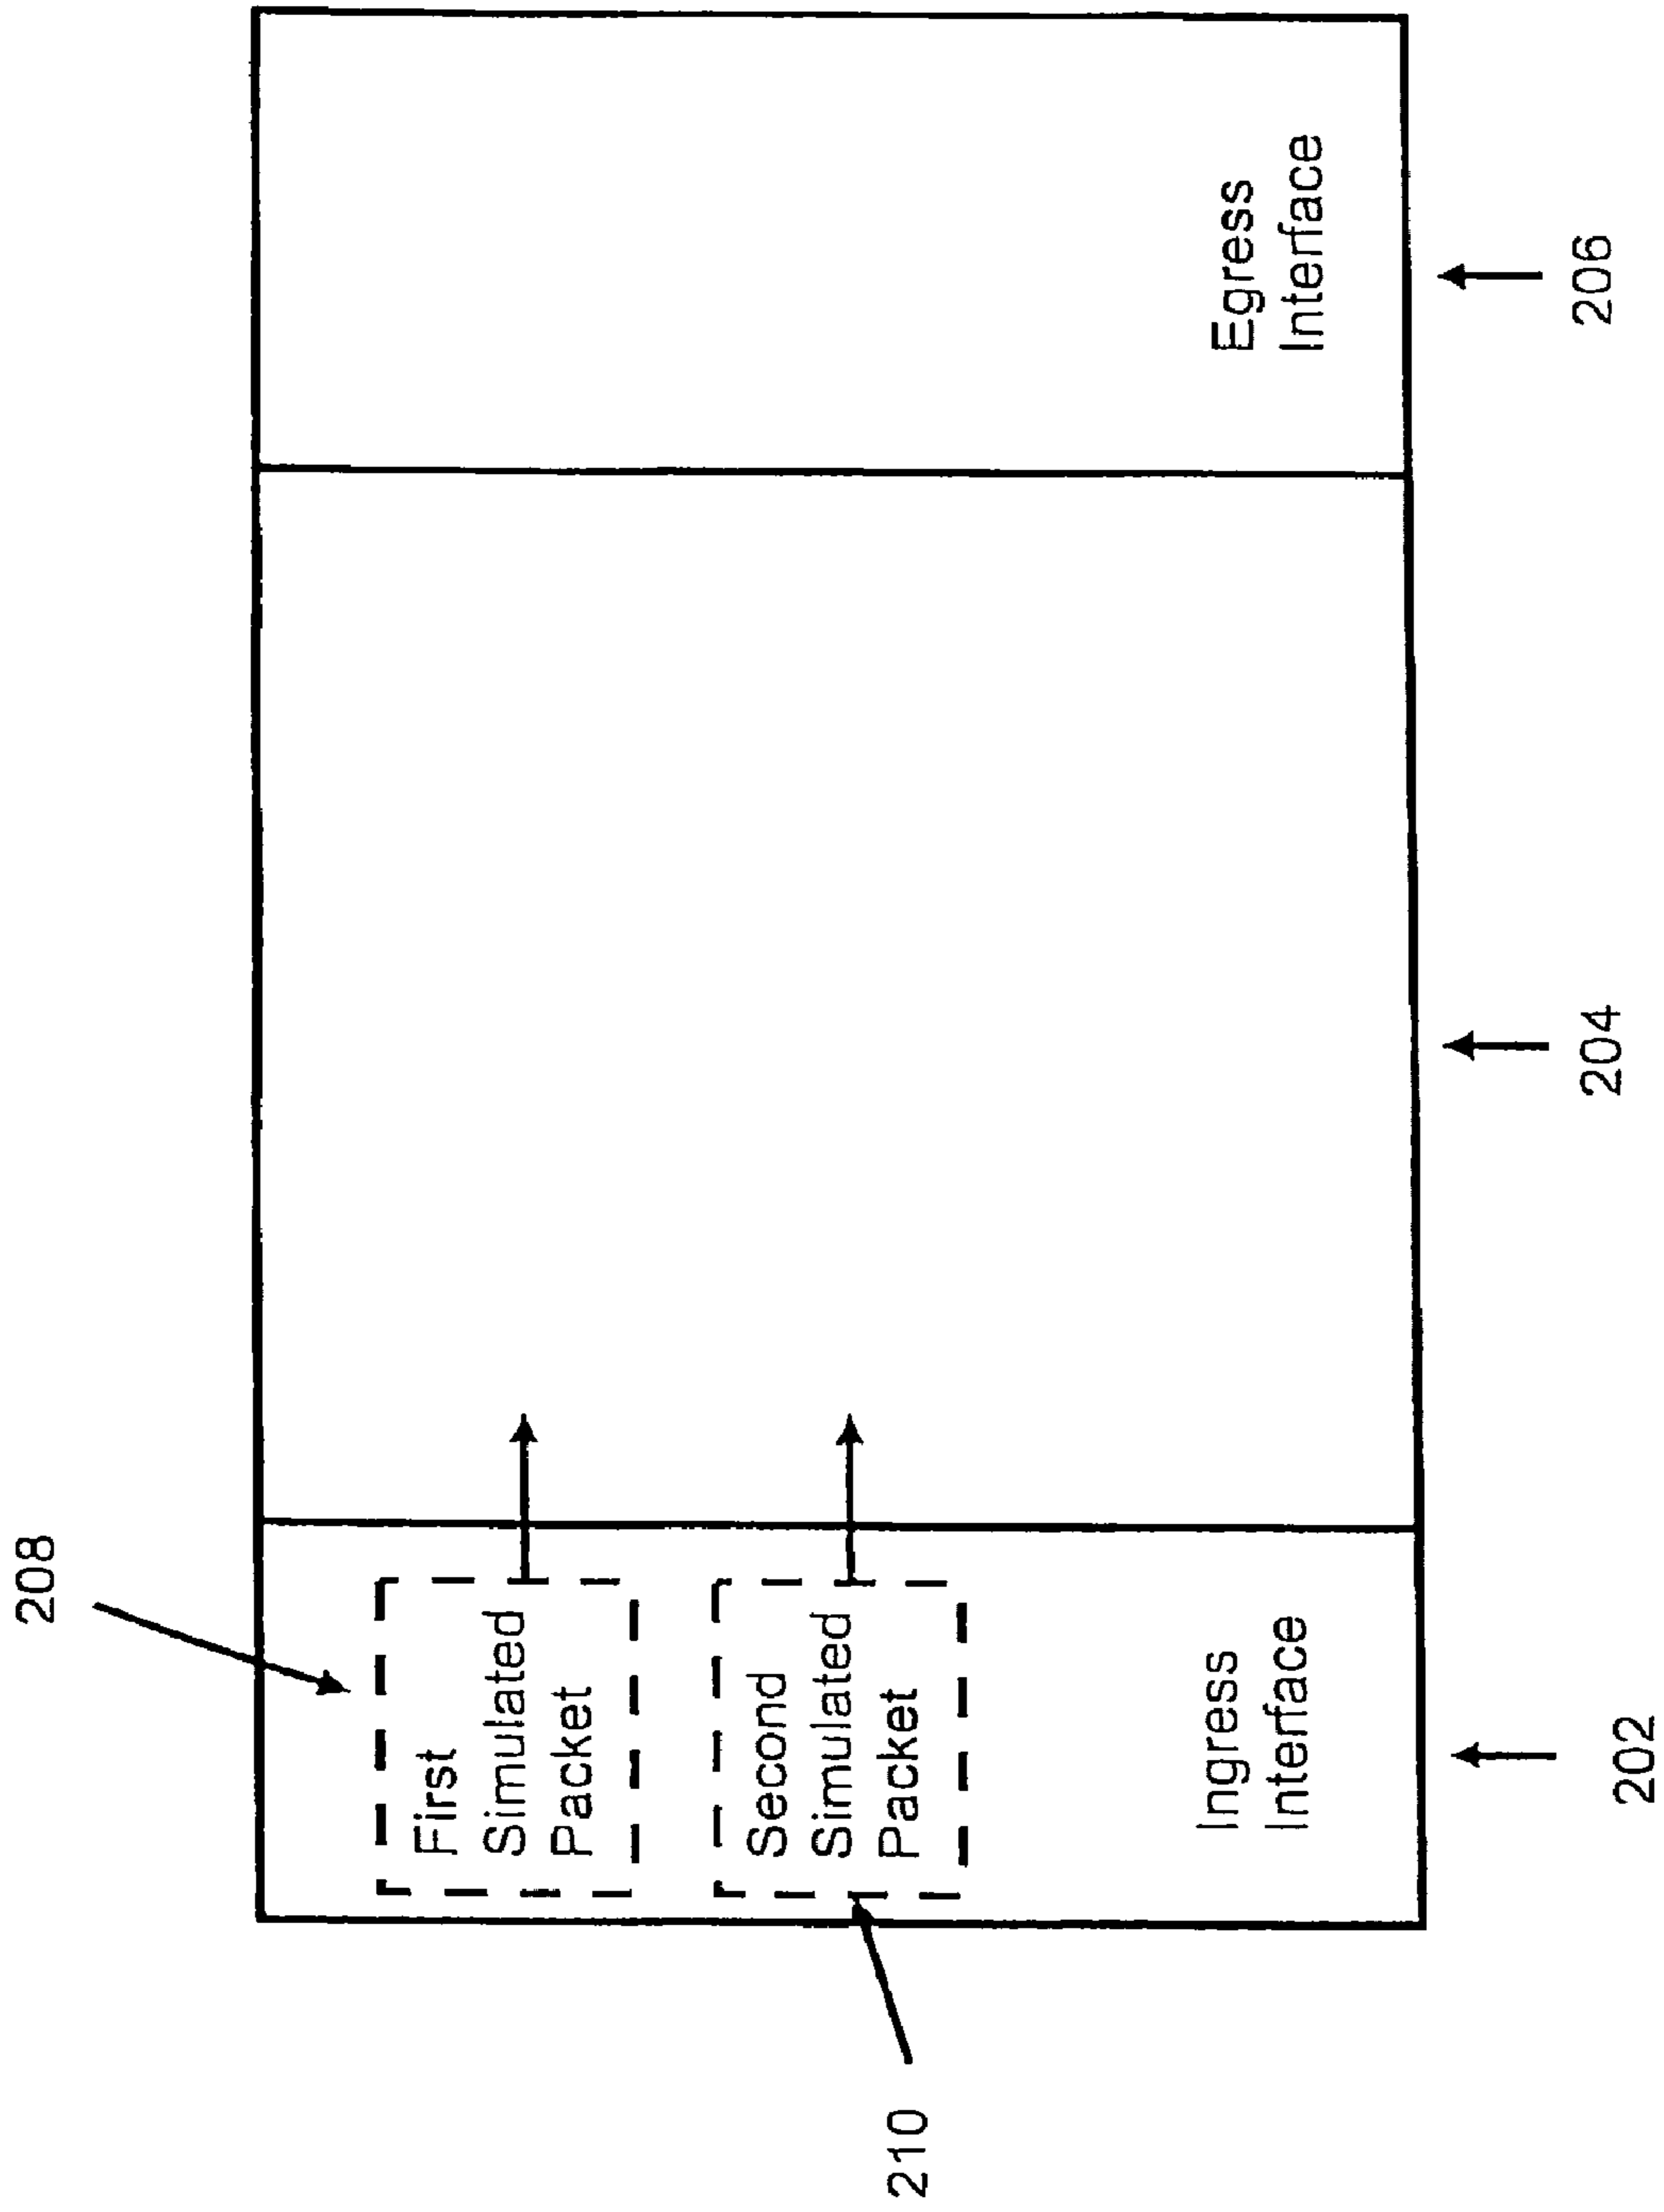 208
First
Simulated
Packet
Second
Simulated
Packet
210
Ingress
Interface
Egress
Interface
202
204
206